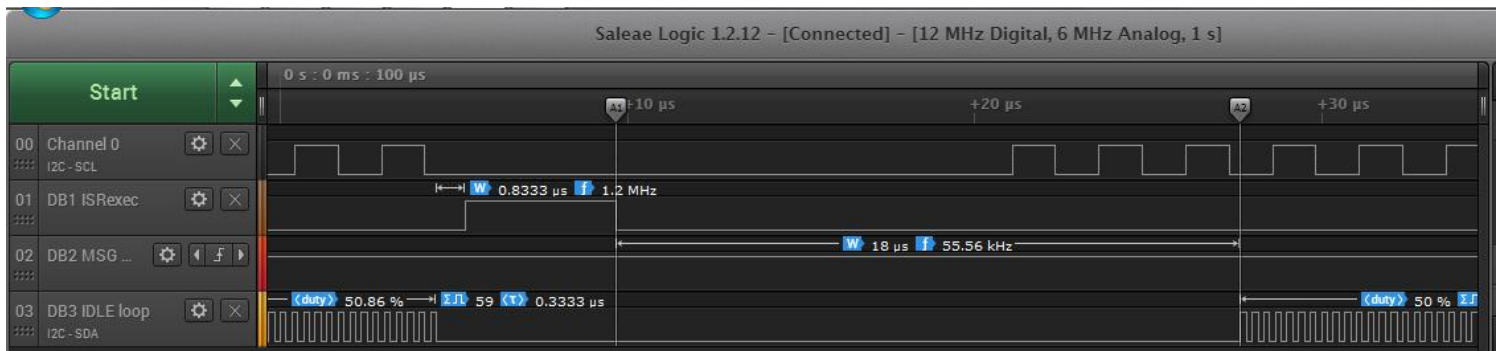 Saleae Logic 1.2.12 - [Connected] - [12 MHz Digital, 6 MHz Analog, 1 s]
Start
0 s : 0 ms : 100 µs
A1 +10 µs +20 µs A2 +30 µs
00 Channel 0
I2C - SCL
W 0.8333 µs f 1.2 MHz
01 DB1 ISRexec
W 18 µs f 55.56 kHz
02 DB2 MSG ...
⟨duty⟩ 50.86 % Σ 59 ⟨τ⟩ 0.3333 µs ⟨duty⟩ 50 % Σ
03 DB3 IDLE loop
I2C - SDA